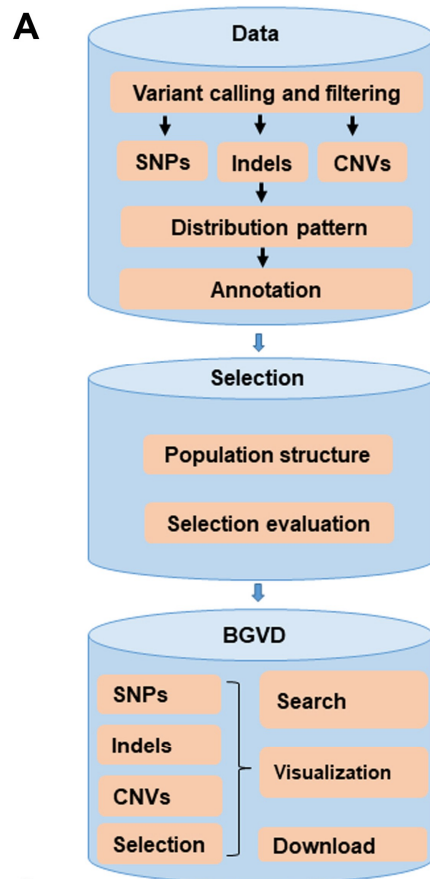 A
Data
Variant calling and filtering
SNPs
Indels
CNVs
Distribution pattern
Annotation
Selection
Population structure
Selection evaluation
BGVD
SNPs
Indels
CNVs
Selection
Search
Visualization
Download